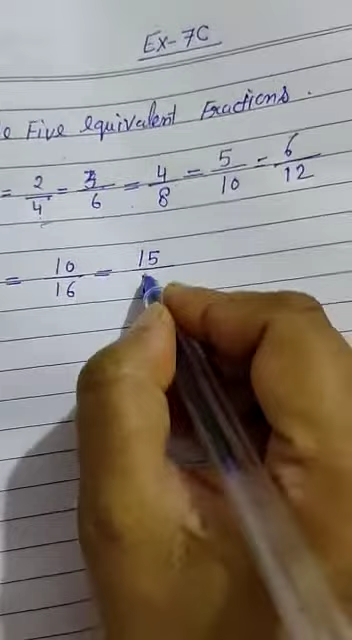 Ex-7C
e Five equivalent Fractions.
= 2/4 = 3/6 = 4/8 = 5/10 = 6/12
= 10/16 = 15